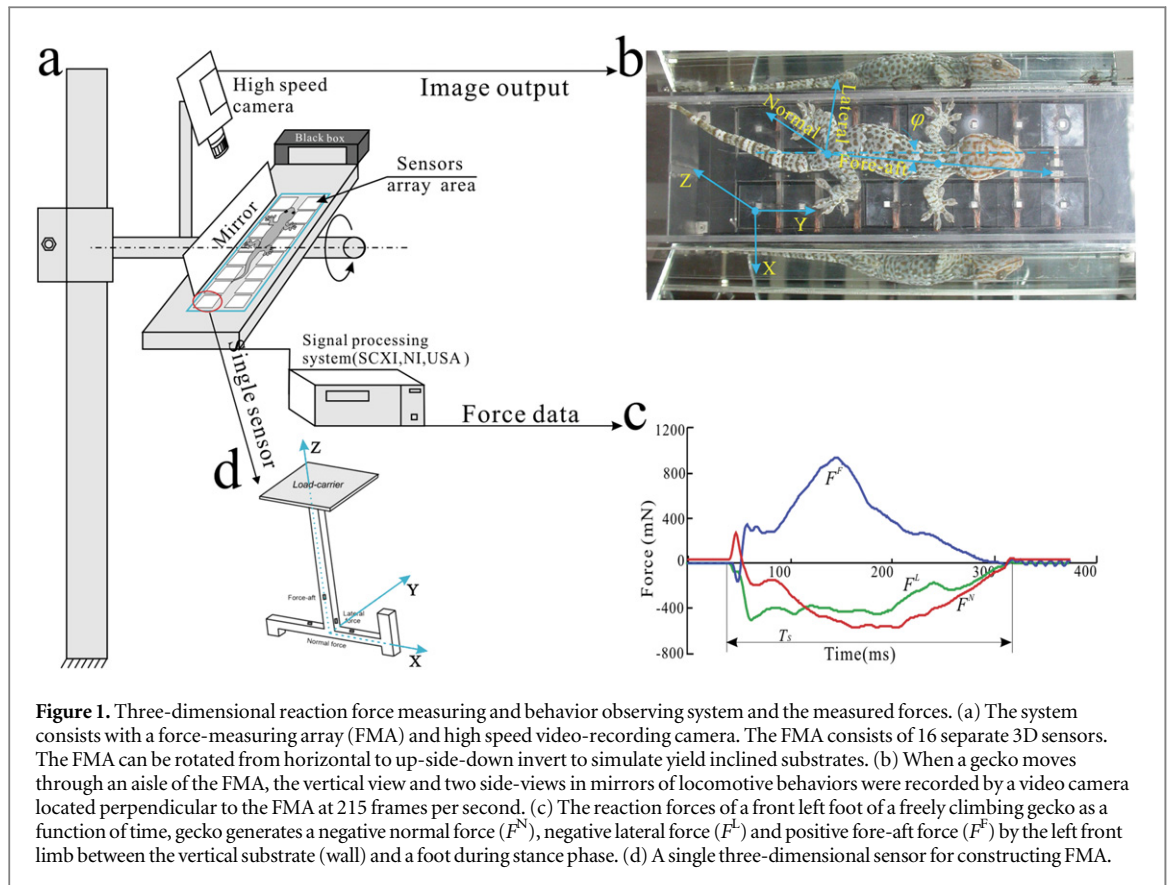 a
High speed
camera
Image output
b
Black box
Sensors
array area
Mirror
Lateral
Normal
φ
Fore-aft
Z
Y
X
Signal processing
system(SCXI,NI,USA )
Single sensor
Force data
c
d
Z
Load-carrier
Y
Force-aft
Lateral
force
Normal force
X
1200
800
400
0
-400
-800
Force (mN)
F^F
100
200
300
400
F^L
F^N
T_S
Time(ms)
Figure 1. Three-dimensional reaction force measuring and behavior observing system and the measured forces. (a) The system
consists with a force-measuring array (FMA) and high speed video-recording camera. The FMA consists of 16 separate 3D sensors.
The FMA can be rotated from horizontal to up-side-down invert to simulate yield inclined substrates. (b) When a gecko moves
through an aisle of the FMA, the vertical view and two side-views in mirrors of locomotive behaviors were recorded by a video camera
located perpendicular to the FMA at 215 frames per second. (c) The reaction forces of a front left foot of a freely climbing gecko as a
function of time, gecko generates a negative normal force (F^N), negative lateral force (F^L) and positive fore-aft force (F^F) by the left front
limb between the vertical substrate (wall) and a foot during stance phase. (d) A single three-dimensional sensor for constructing FMA.